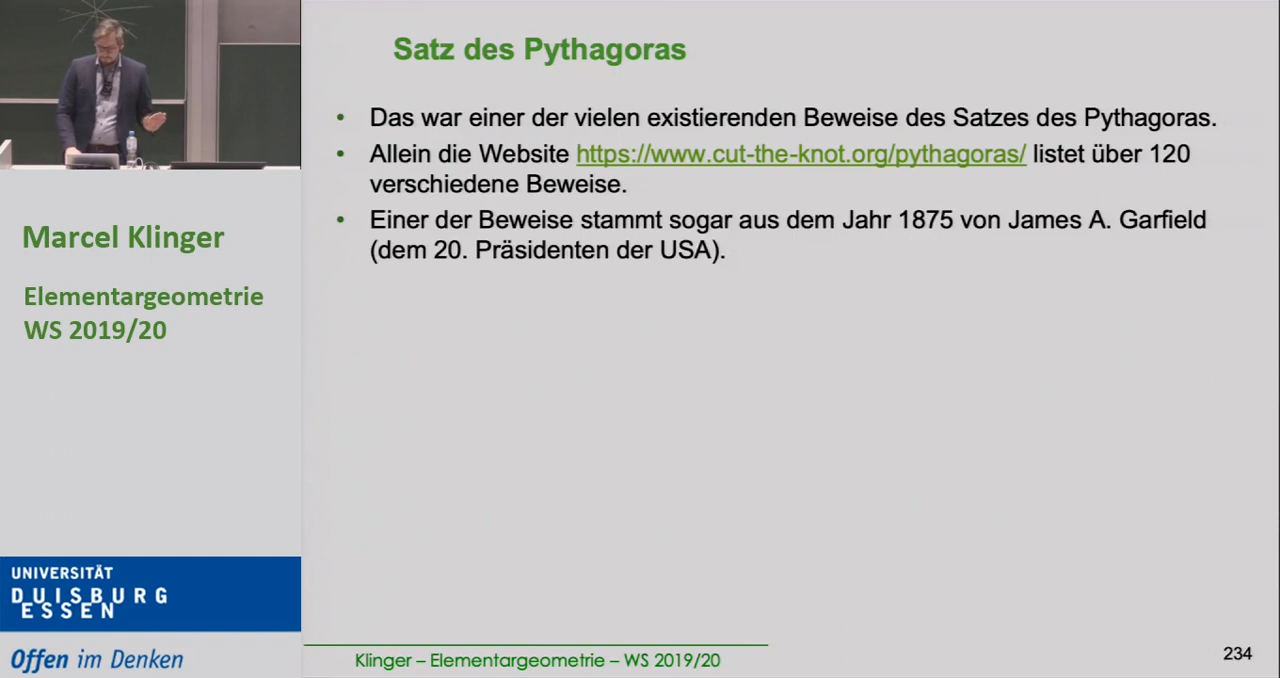 Satz des Pythagoras
• Das war einer der vielen existierenden Beweise des Satzes des Pythagoras.
• Allein die Website https://www.cut-the-knot.org/pythagoras/ listet über 120
verschiedene Beweise.
• Einer der Beweise stammt sogar aus dem Jahr 1875 von James A. Garfield
(dem 20. Präsidenten der USA).
Marcel Klinger
Elementargeometrie
WS 2019/20
UNIVERSITÄT
DUISBURG
ESSEN
Offen im Denken
Klinger – Elementargeometrie – WS 2019/20
234